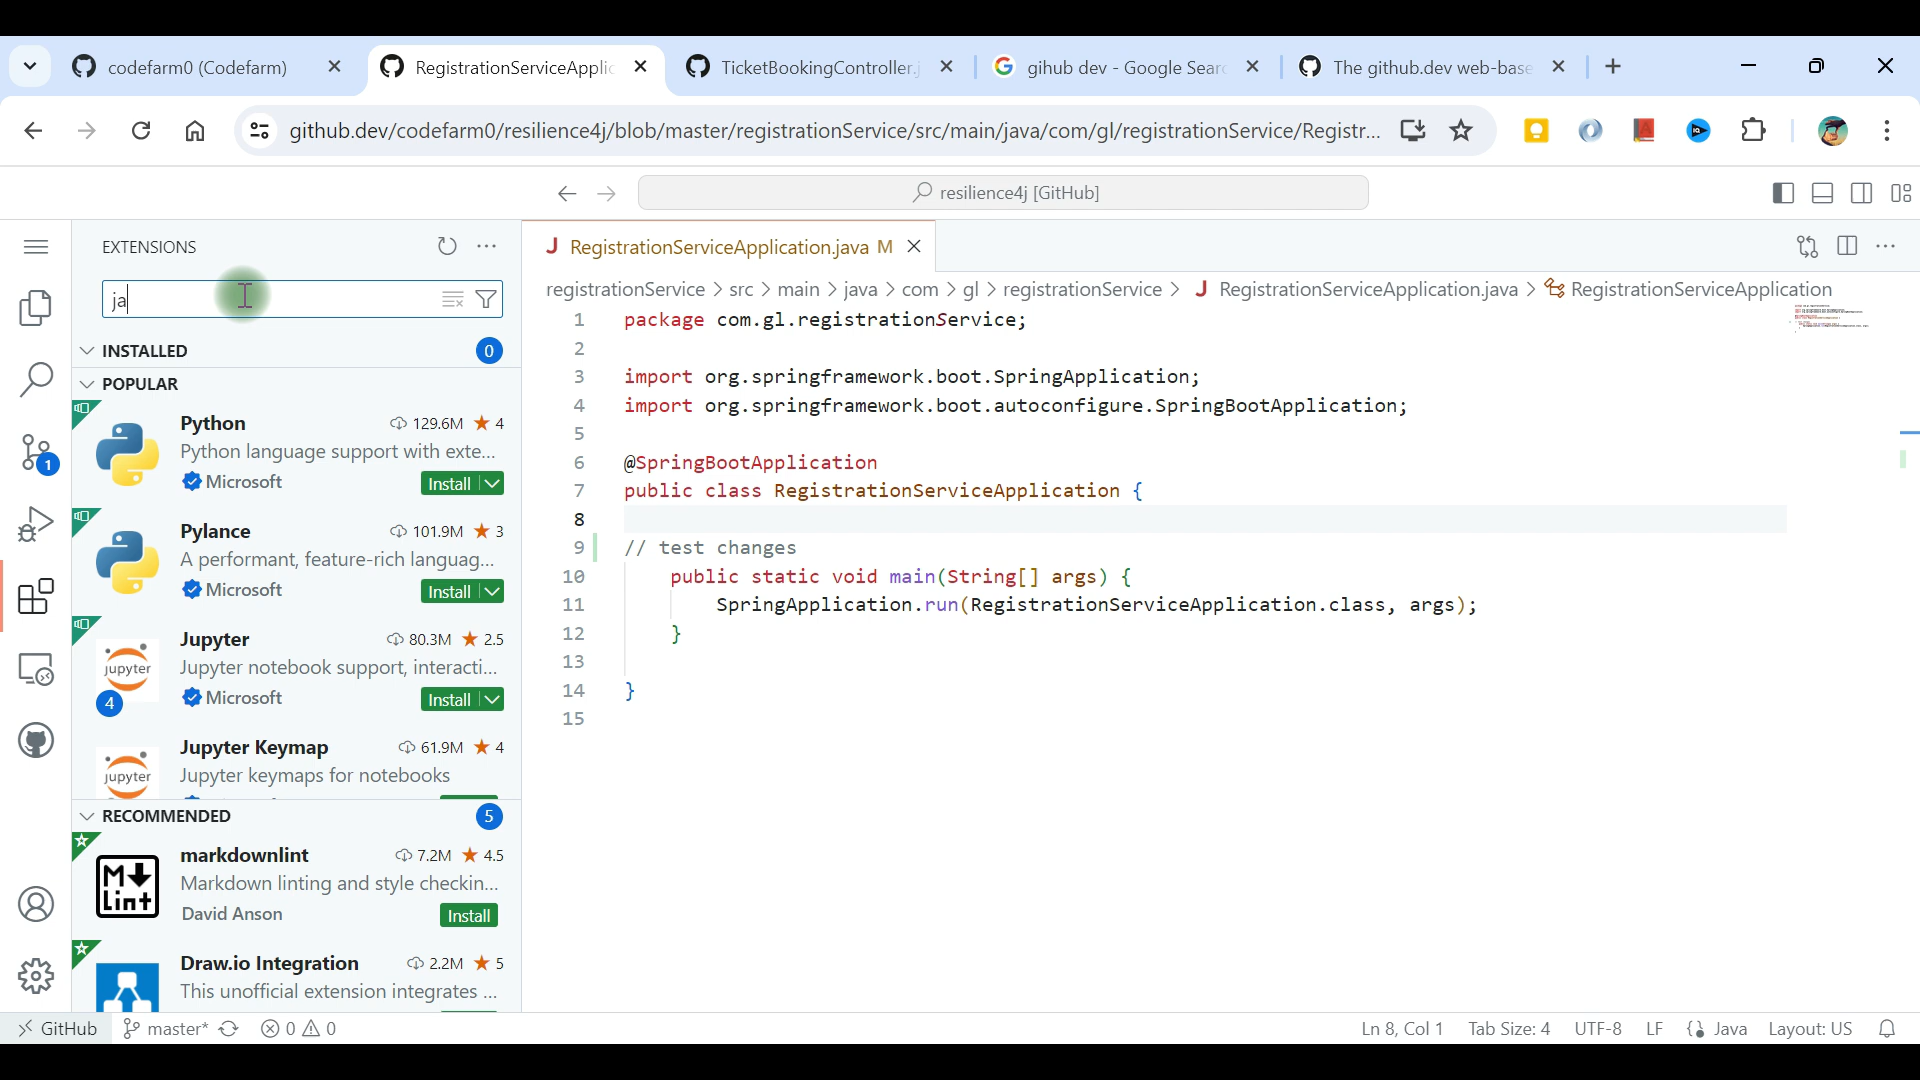 codefarm0 (Codefarm)
RegistrationServiceApplic
TicketBookingController.j
gihub dev - Google Sear
The github.dev web-base
github.dev/codefarm0/resilience4j/blob/master/registrationService/src/main/java/com/gl/registrationService/Registr...
resilience4j [GitHub]
EXTENSIONS
ja
INSTALLED 0
POPULAR
Python 129.6M 4
Python language support with exte...
Microsoft Install
Pylance 101.9M 3
A performant, feature-rich languag...
Microsoft Install
Jupyter 80.3M 2.5
Jupyter notebook support, interacti...
jupyter
4
Microsoft Install
Jupyter Keymap 61.9M 4
Jupyter keymaps for notebooks
jupyter
RECOMMENDED 5
markdownlint 7.2M 4.5
Markdown linting and style checkin...
M Lint
David Anson Install
Draw.io Integration 2.2M 5
This unofficial extension integrates ...
1
J RegistrationServiceApplication.java M
registrationService > src > main > java > com > gl > registrationService > J RegistrationServiceApplication.java > RegistrationServiceApplication
1 package com.gl.registrationService;
2
3 import org.springframework.boot.SpringApplication;
4 import org.springframework.boot.autoconfigure.SpringBootApplication;
5
6 @SpringBootApplication
7 public class RegistrationServiceApplication {
8
9 // test changes
10 public static void main(String[] args) {
11 SpringApplication.run(RegistrationServiceApplication.class, args);
12 }
13
14 }
15
GitHub master* 0 0 Ln 8, Col 1 Tab Size: 4 UTF-8 LF Java Layout: US